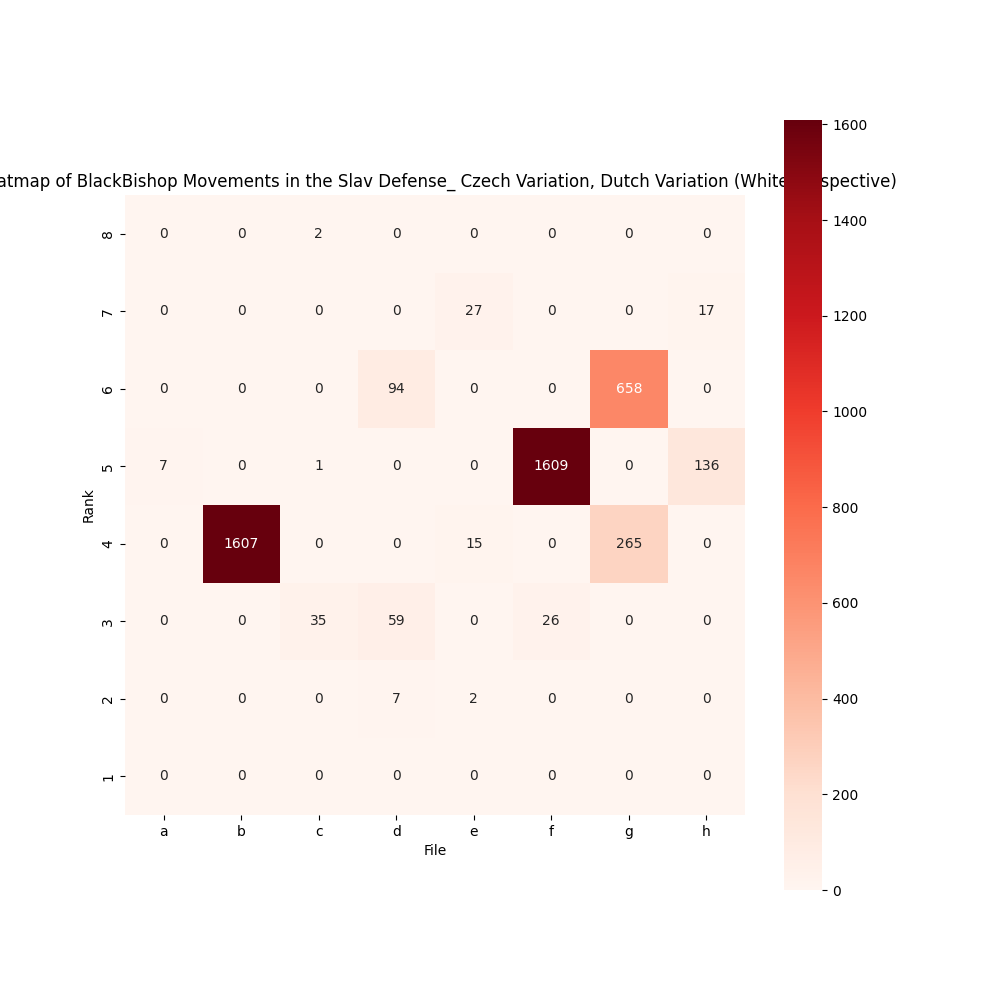 atmap of BlackBishop Movements in the Slav Defense_ Czech Variation, Dutch Variation (White spective)
8 0 0 2 0 0 0 0 0
7 0 0 0 0 27 0 0 17
6 0 0 0 94 0 0 658 0
5 7 0 1 0 0 1609 0 136
Rank
4 0 1607 0 0 15 0 265 0
3 0 0 35 59 0 26 0 0
2 0 0 0 7 2 0 0 0
1 0 0 0 0 0 0 0 0
a b c d e f g h
File
1600
1400
1200
1000
800
600
400
200
0